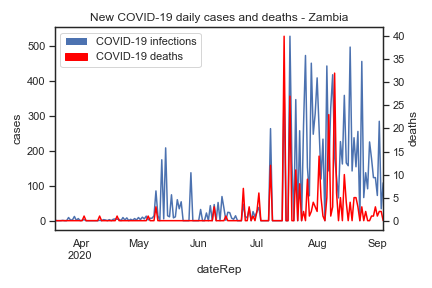 New COVID-19 daily cases and deaths - Zambia
COVID-19 infections
COVID-19 deaths
cases
500
400
300
200
100
0
deaths
40
35
30
25
20
15
10
5
0
Apr
2020
May
Jun
Jul
Aug
Sep
dateRep